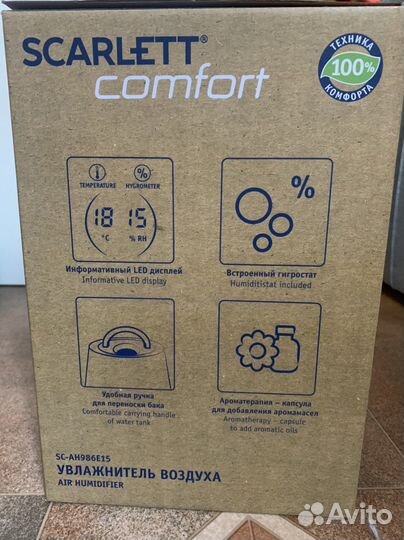 SCARLETT®
comfort
ТЕХНИКА
100%
КОМФОРТА
TEMPERATURE
%
HYGROMETER
18 15
°C
% RH
Информативный LED дисплей
Informative LED display
%
Встроенный гигростат
Humiditistat included
Удобная ручка
для переноски бака
Comfortable carrying handle
of water tank
Ароматерапия – капсула
для добавления аромамасел
Aromatherapy – capsule
to add aromatic oils
SC-AH986E15
УВЛАЖНИТЕЛЬ ВОЗДУХА
AIR HUMIDIFIER
Avito